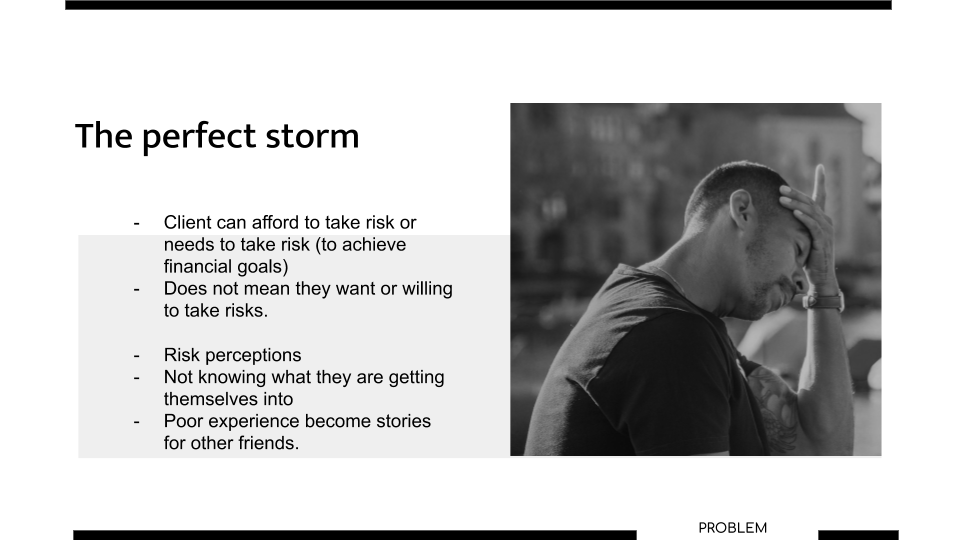 The perfect storm
- Client can afford to take risk or
needs to take risk (to achieve
financial goals)
- Does not mean they want or willing
to take risks.
- Risk perceptions
- Not knowing what they are getting
themselves into
- Poor experience become stories
for other friends.
PROBLEM